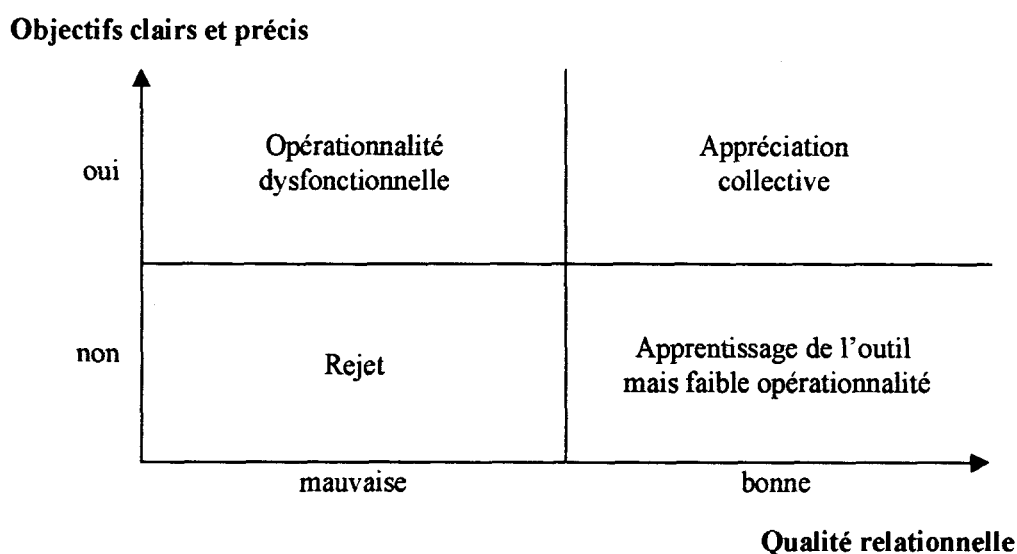 Objectifs clairs et précis
oui
Opérationnalité
dysfonctionnelle
Appréciation
collective
non
Rejet
Apprentissage de l'outil
mais faible opérationnalité
mauvaise
bonne
Qualité relationnelle